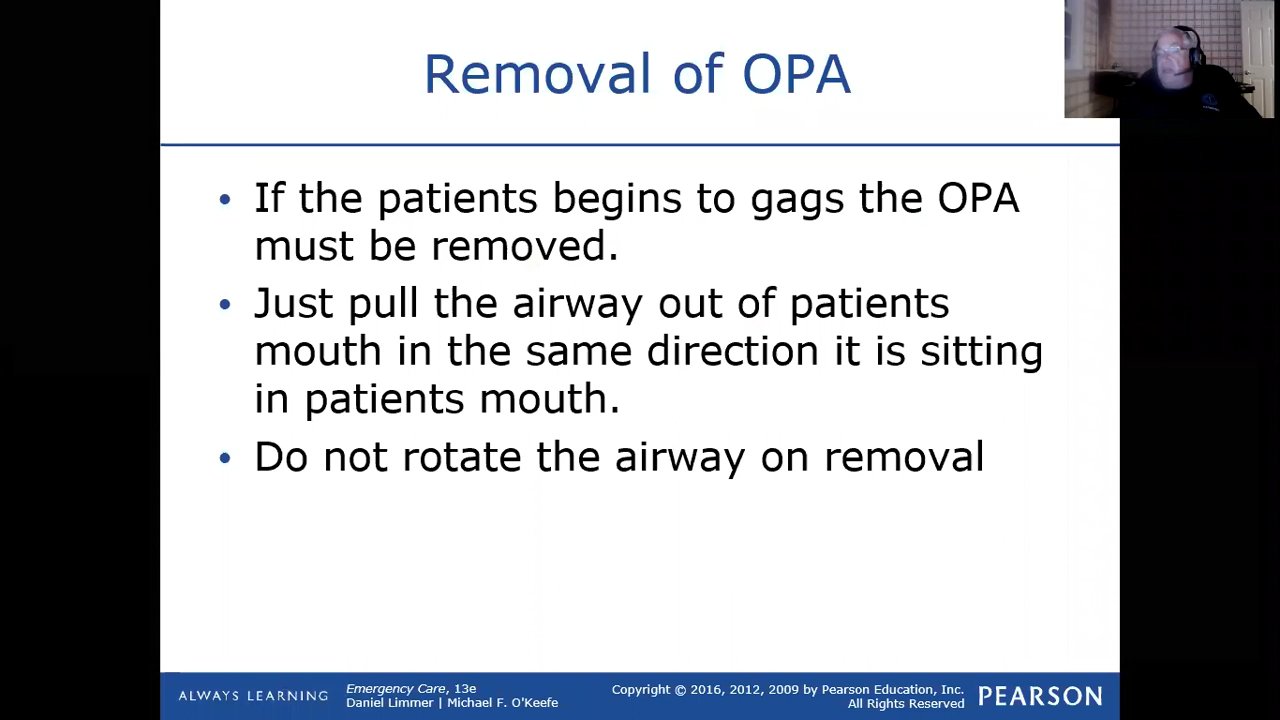 Removal of OPA
• If the patients begins to gags the OPA
must be removed.
• Just pull the airway out of patients
mouth in the same direction it is sitting
in patients mouth.
• Do not rotate the airway on removal
ALWAYS LEARNING
Emergency Care, 13e
Daniel Limmer | Michael F. O'Keefe
Copyright © 2016, 2012, 2009 by Pearson Education, Inc.
All Rights Reserved
PEARSON